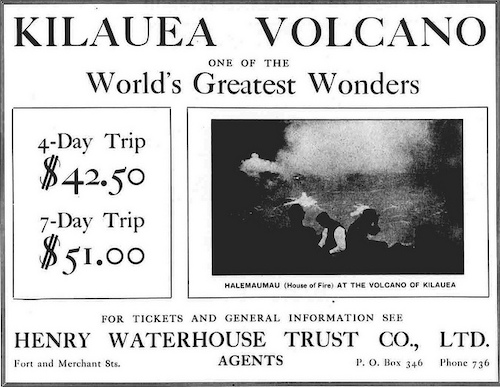 KILAUEA VOLCANO
ONE OF THE
World's Greatest Wonders
4-Day Trip
$42.50
7-Day Trip
$51.00
HALEMAUMAU (House of Fire) AT THE VOLCANO OF KILAUEA
FOR TICKETS AND GENERAL INFORMATION SEE
HENRY WATERHOUSE TRUST CO., LTD.
Fort and Merchant Sts. AGENTS P. O. Box 346 Phone 736